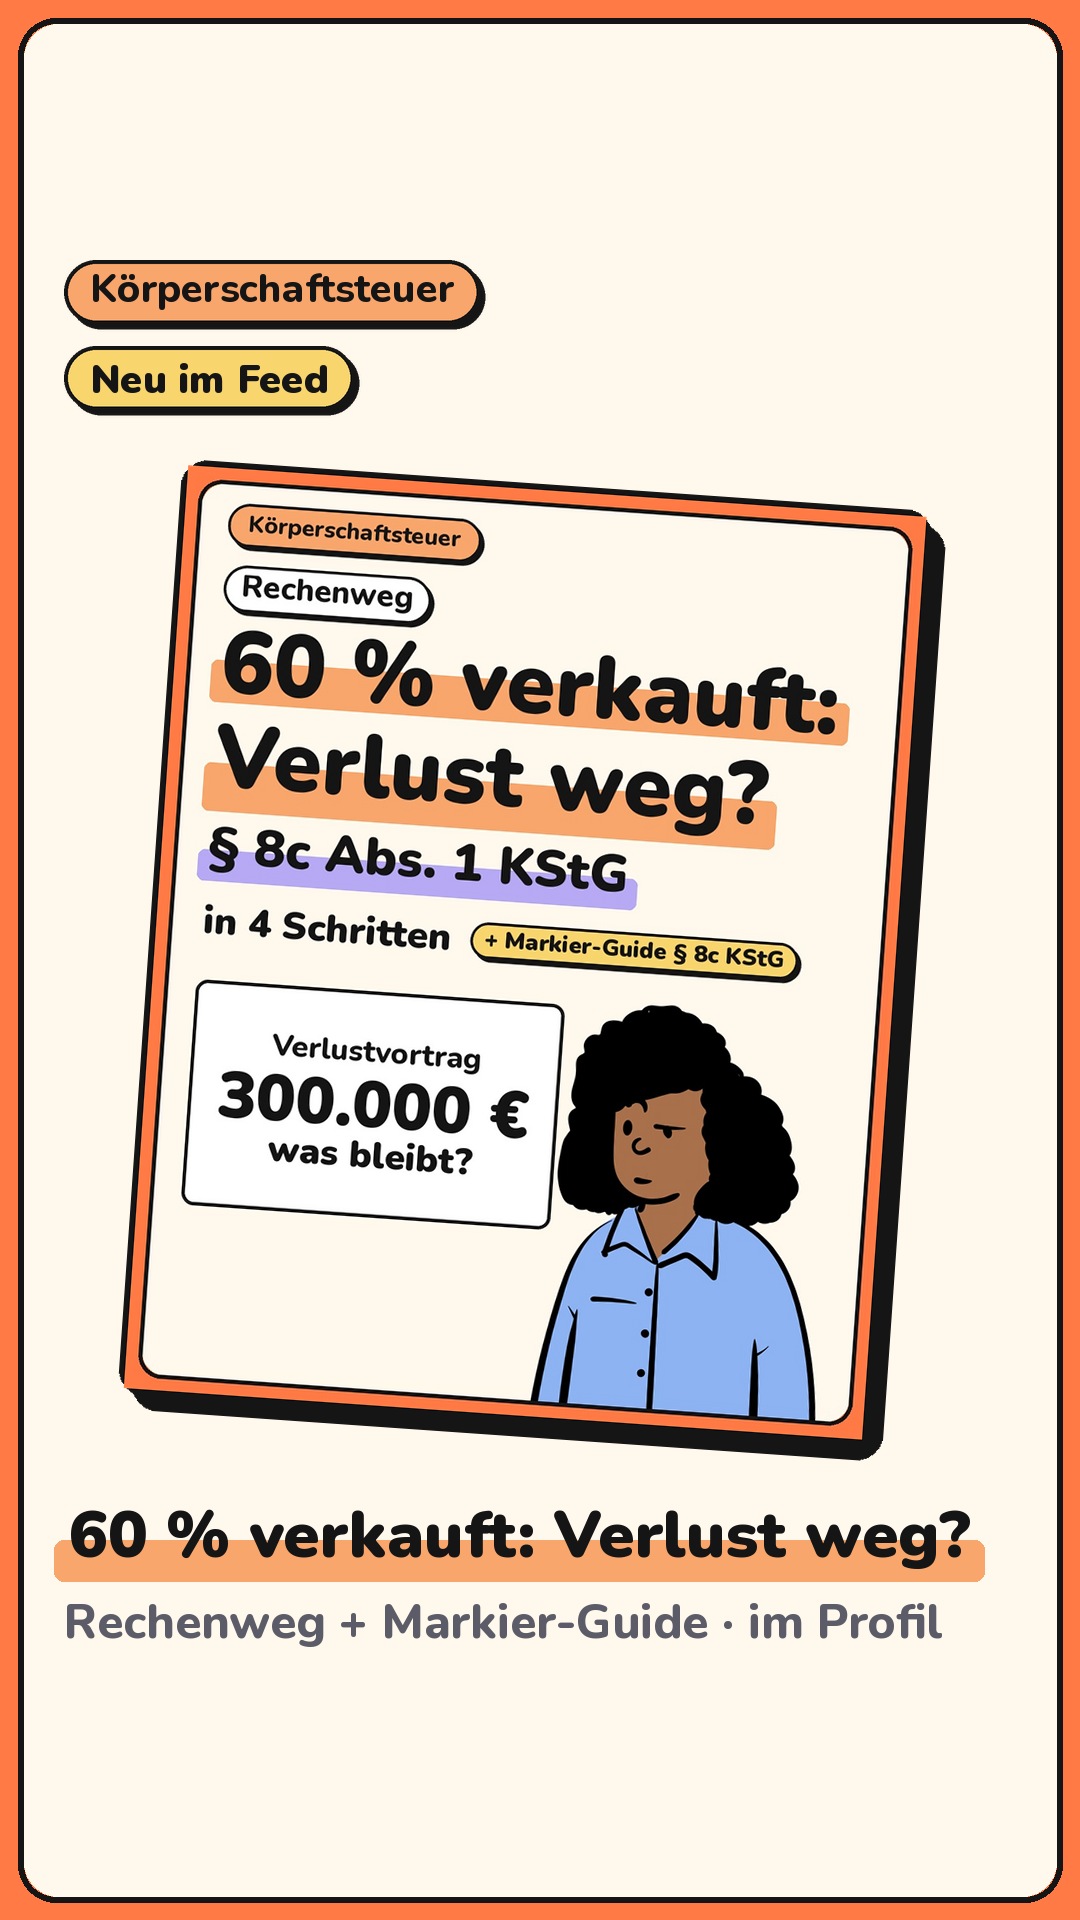 Körperschaftsteuer
Neu im Feed
Körperschaftsteuer
Rechenweg
60 % verkauft:
Verlust weg?
§ 8c Abs. 1 KStG
in 4 Schritten
+ Markier-Guide § 8c KStG
Verlustvortrag
300.000 €
was bleibt?
60 % verkauft: Verlust weg?
Rechenweg + Markier-Guide · im Profil